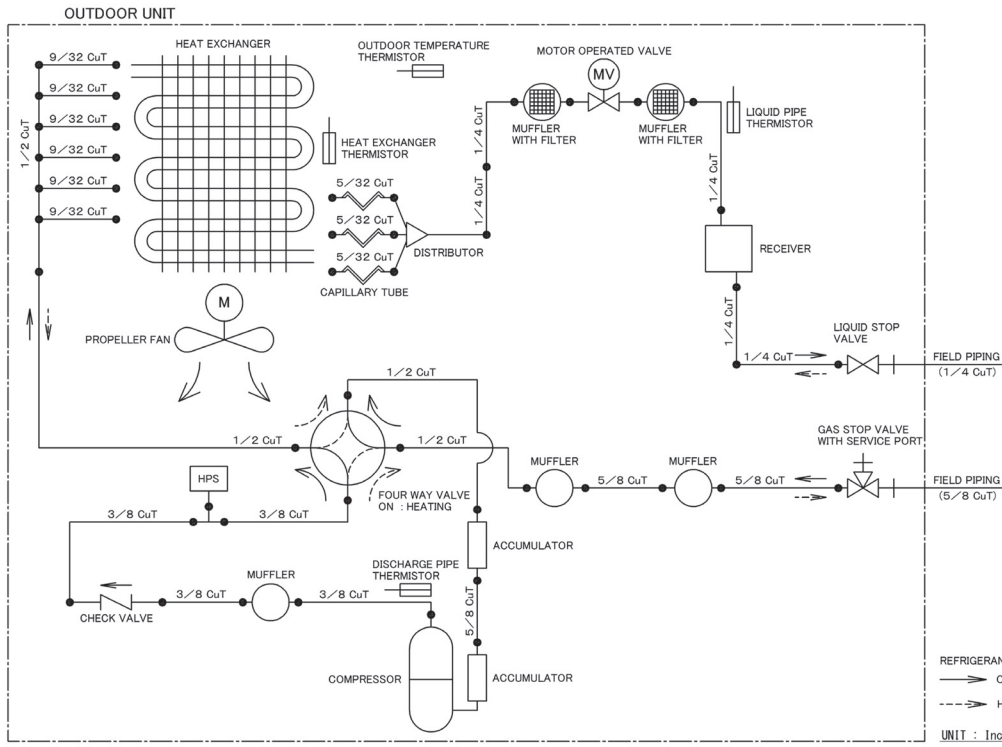 OUTDOOR UNIT
HEAT EXCHANGER
9/32 CuT
9/32 CuT
9/32 CuT
9/32 CuT
9/32 CuT
9/32 CuT
1/2 CuT
OUTDOOR TEMPERATURE
THERMISTOR
HEAT EXCHANGER
THERMISTOR
MOTOR OPERATED VALVE
MV
MUFFLER
WITH FILTER
MUFFLER
WITH FILTER
LIQUID PIPE
THERMISTOR
1/4 CuT
1/4 CuT
1/4 CuT
5/32 CuT
5/32 CuT
5/32 CuT
DISTRIBUTOR
CAPILLARY TUBE
RECEIVER
M
PROPELLER FAN
1/4 CuT
1/4 CuT
LIQUID STOP
VALVE
FIELD PIPING
(1/4 CuT)
1/2 CuT
1/2 CuT
1/2 CuT
GAS STOP VALVE
WITH SERVICE PORT
MUFFLER
MUFFLER
5/8 CuT
5/8 CuT
FIELD PIPING
(5/8 CuT)
HPS
FOUR WAY VALVE
ON : HEATING
3/8 CuT
3/8 CuT
ACCUMULATOR
DISCHARGE PIPE
THERMISTOR
MUFFLER
3/8 CuT
3/8 CuT
CHECK VALVE
5/8 CuT
COMPRESSOR
ACCUMULATOR
REFRIGERAN
C
H
UNIT : Inc